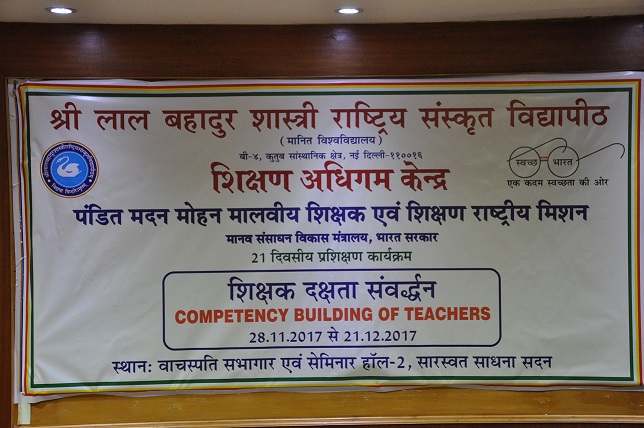 श्री लाल बहादुर शास्त्री राष्ट्रिय संस्कृत विद्यापीठ
( मानित विश्वविद्यालय )
बी-४, कुतुब सांस्थानिक क्षेत्र, नई दिल्ली-११००१६
स्वच्छ भारत
एक कदम स्वच्छता की ओर
शिक्षण अधिगम केन्द्र
पंडित मदन मोहन मालवीय शिक्षक एवं शिक्षण राष्ट्रीय मिशन
मानव संसाधन विकास मंत्रालय, भारत सरकार
21 दिवसीय प्रशिक्षण कार्यक्रम
शिक्षक दक्षता संवर्द्धन
COMPETENCY BUILDING OF TEACHERS
28.11.2017 से 21.12.2017
स्थान: वाचस्पति सभागार एवं सेमिनार हॉल-2, सारस्वत साधना सदन